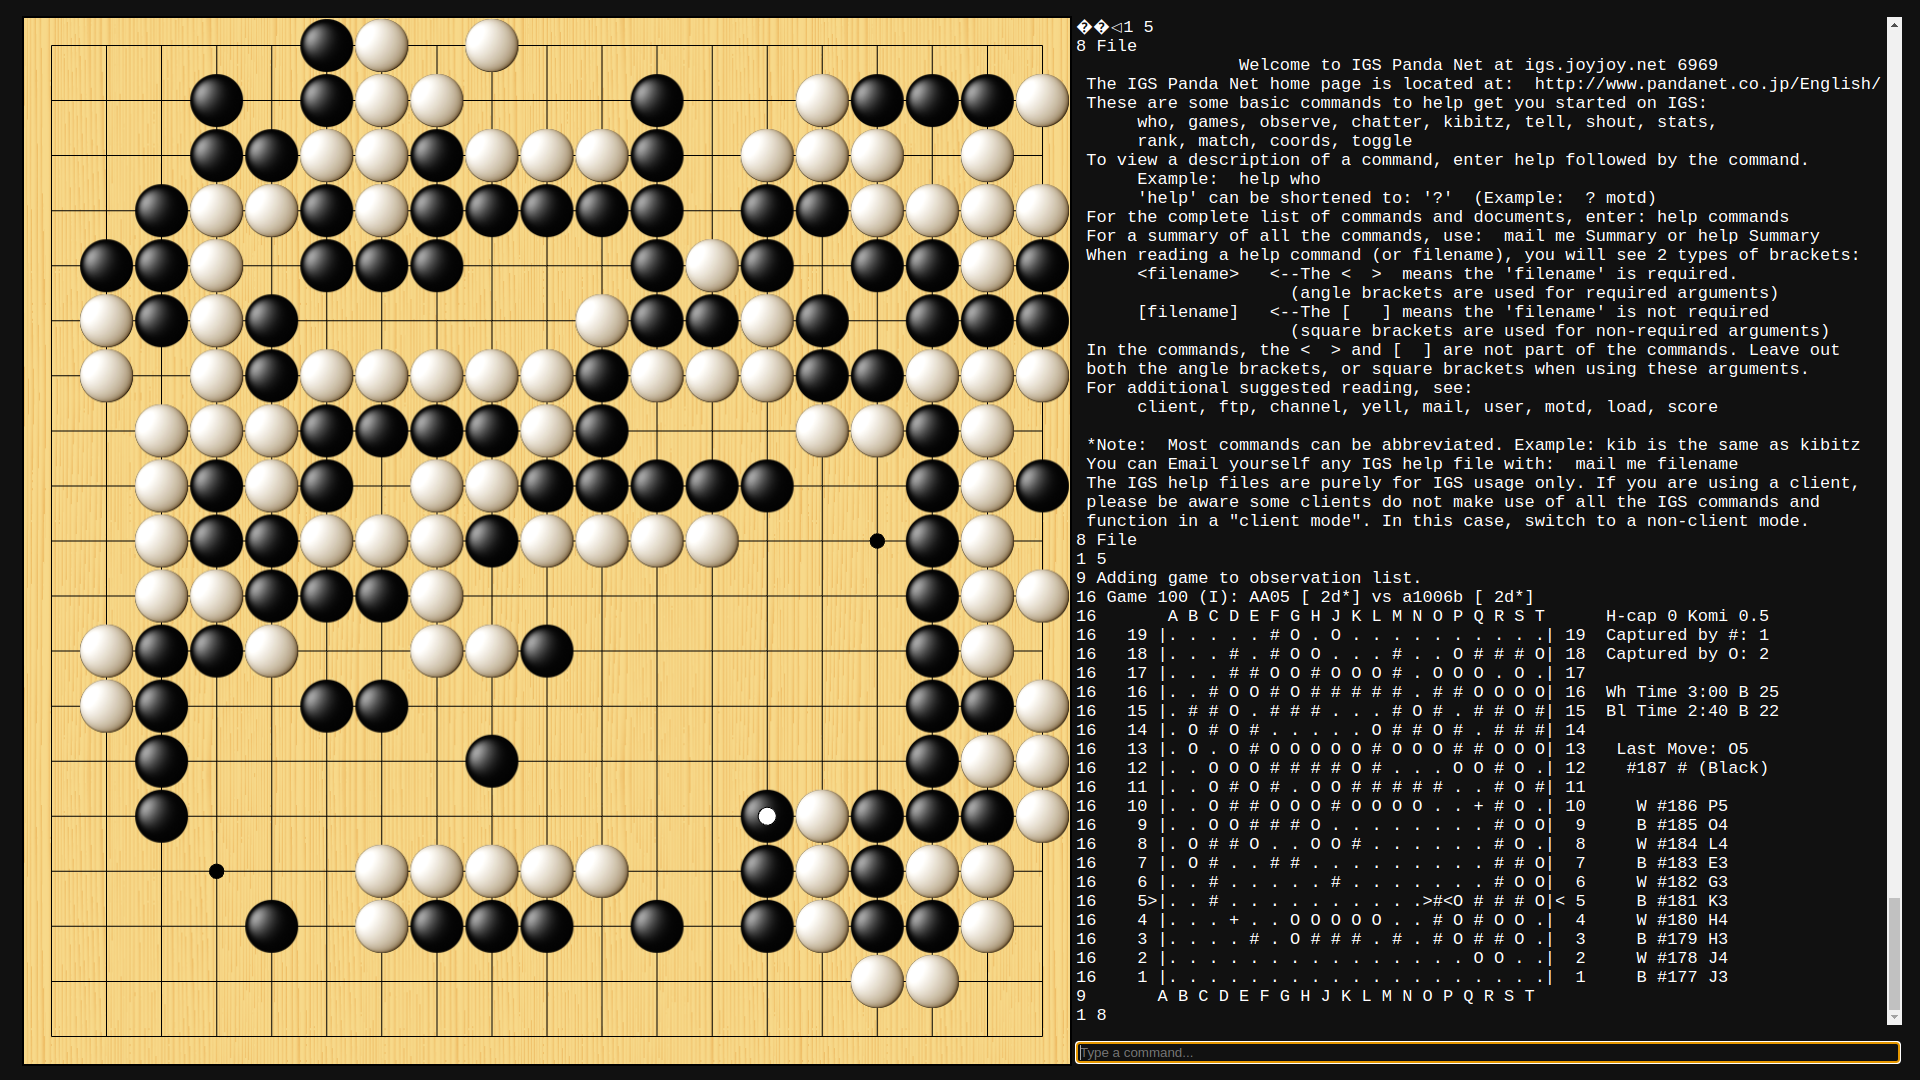 ��◁1 5
8 File
Welcome to IGS Panda Net at igs.joyjoy.net 6969
The IGS Panda Net home page is located at:  http://www.pandanet.co.jp/English/
These are some basic commands to help get you started on IGS:
who, games, observe, chatter, kibitz, tell, shout, stats,
rank, match, coords, toggle
To view a description of a command, enter help followed by the command.
Example:  help who
'help' can be shortened to: '?'  (Example:  ? motd)
For the complete list of commands and documents, enter: help commands
For a summary of all the commands, use:  mail me Summary or help Summary
When reading a help command (or filename), you will see 2 types of brackets:
<filename>   <--The <  >  means the 'filename' is required.
(angle brackets are used for required arguments)
[filename]   <--The [   ] means the 'filename' is not required
(square brackets are used for non-required arguments)
In the commands, the <  > and [  ] are not part of the commands. Leave out
both the angle brackets, or square brackets when using these arguments.
For additional suggested reading, see:
client, ftp, channel, yell, mail, user, motd, load, score
*Note:  Most commands can be abbreviated. Example: kib is the same as kibitz
You can Email yourself any IGS help file with:  mail me filename
The IGS help files are purely for IGS usage only. If you are using a client,
please be aware some clients do not make use of all the IGS commands and
function in a "client mode". In this case, switch to a non-client mode.
8 File
1 5
9 Adding game to observation list.
16 Game 100 (I): AA05 [ 2d*] vs a1006b [ 2d*]
16       A B C D E F G H J K L M N O P Q R S T      H-cap 0 Komi 0.5
16   19 |. . . . . # O . O . . . . . . . . . .| 19  Captured by #: 1
16   18 |. . . # . # O O . . . # . . O # # # O| 18  Captured by O: 2
16   17 |. . . # # O O # O O O # . O O O . O .| 17
16   16 |. . # O O # O # # # # # . # # O O O O| 16  Wh Time 3:00 B 25
16   15 |. # # O . # # # . . . # O # . # # O #| 15  Bl Time 2:40 B 22
16   14 |. O # O # . . . . . O # # O # . # # #| 14
16   13 |. O . O # O O O O O # O O O # # O O O| 13   Last Move: O5
16   12 |. . O O O # # # # O # . . . O O # O .| 12    #187 # (Black)
16   11 |. . O # O # . O O # # # # # . . # O #| 11
16   10 |. . O # # O O O # O O O O . . + # O .| 10     W #186 P5
16    9 |. . O O # # # O . . . . . . . . # O O|  9     B #185 O4
16    8 |. O # # O . . O O # . . . . . . # O .|  8     W #184 L4
16    7 |. O # . . # # . . . . . . . . . # # O|  7     B #183 E3
16    6 |. . # . . . . . # . . . . . . . # O O|  6     W #182 G3
16    5>|. . # . . . . . . . . . .>#<O # # # O|< 5     B #181 K3
16    4 |. . . + . . O O O O O . . # O # O O .|  4     W #180 H4
16    3 |. . . . # . O # # # . # . # O # # O .|  3     B #179 H3
16    2 |. . . . . . . . . . . . . . . O O . .|  2     W #178 J4
16    1 |. . . . . . . . . . . . . . . . . . .|  1     B #177 J3
9       A B C D E F G H J K L M N O P Q R S T
1 8
Type a command...